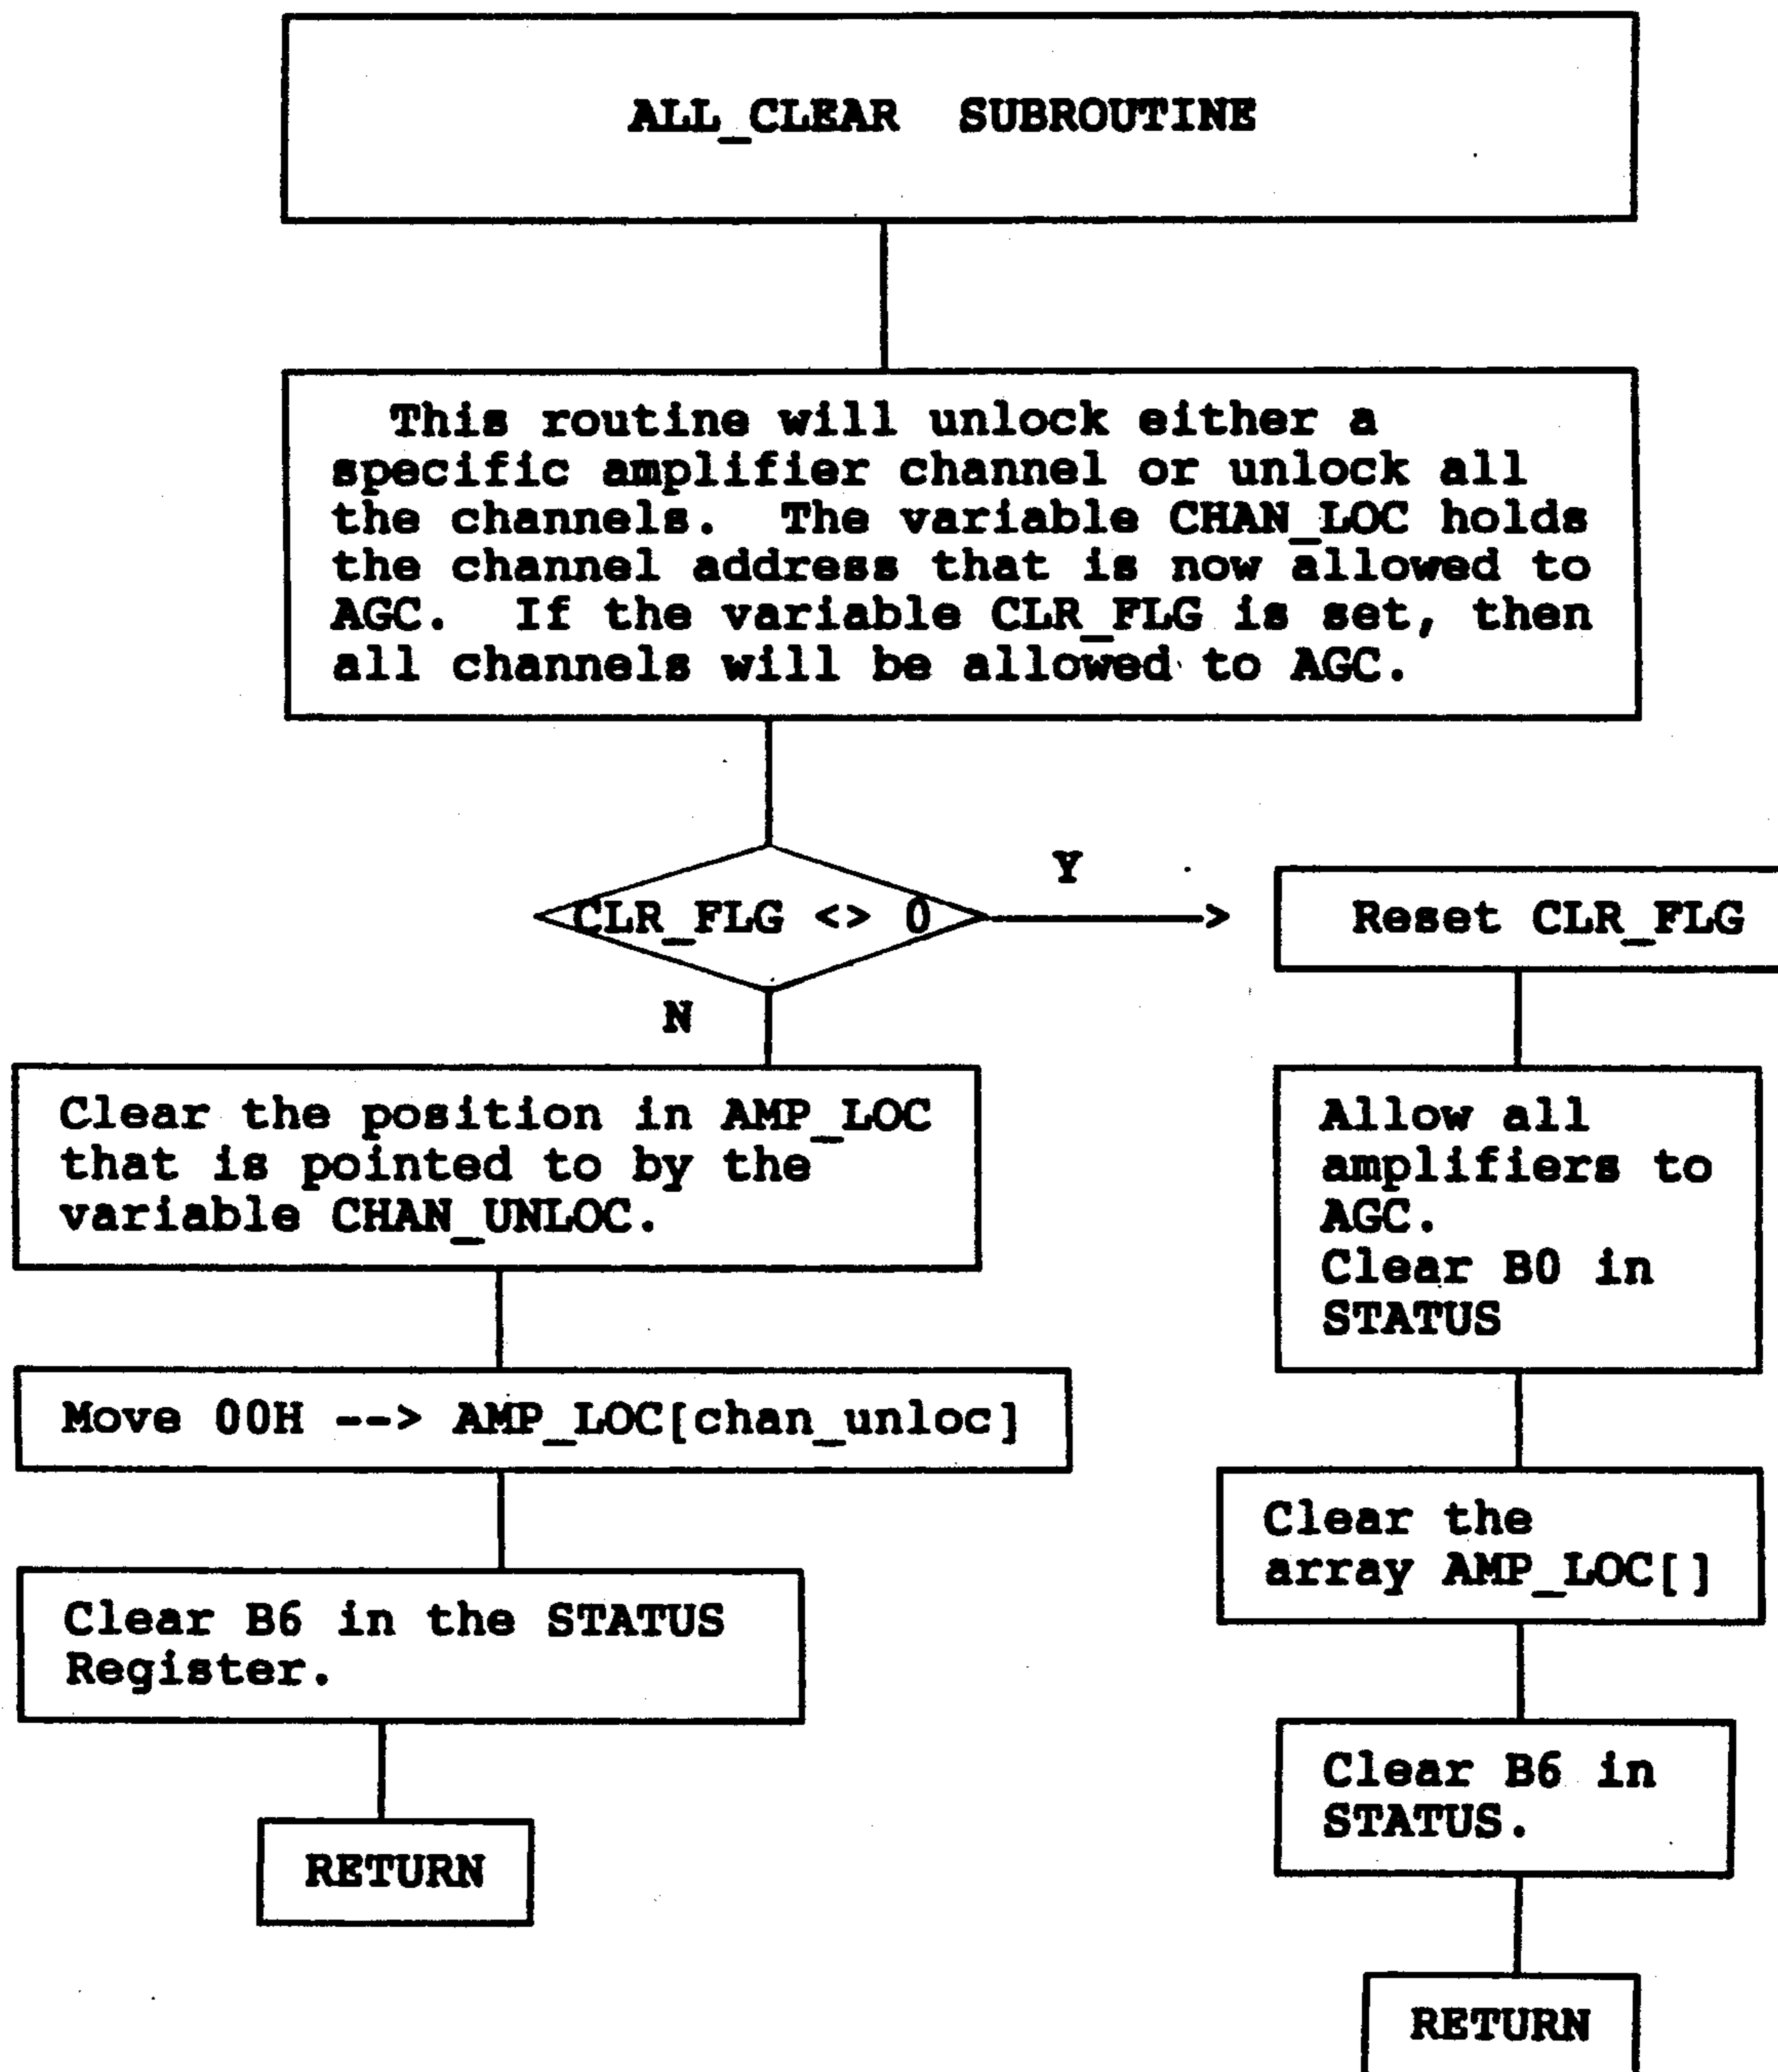 ALL_CLEAR SUBROUTINE
This routine will unlock either a
specific amplifier channel or unlock all
the channels. The variable CHAN_LOC holds
the channel address that is now allowed to
AGC. If the variable CLR_FLG is set, then
all channels will be allowed to AGC.
CLR_FLG <> 0
Y
N
Clear the position in AMP_LOC
that is pointed to by the
variable CHAN_UNLOC.
Move 00H --> AMP_LOC[chan_unloc]
Clear B6 in the STATUS
Register.
RETURN
Reset CLR_FLG
Allow all
amplifiers to
AGC.
Clear B0 in
STATUS
Clear the
array AMP_LOC[]
Clear B6 in
STATUS.
RETURN